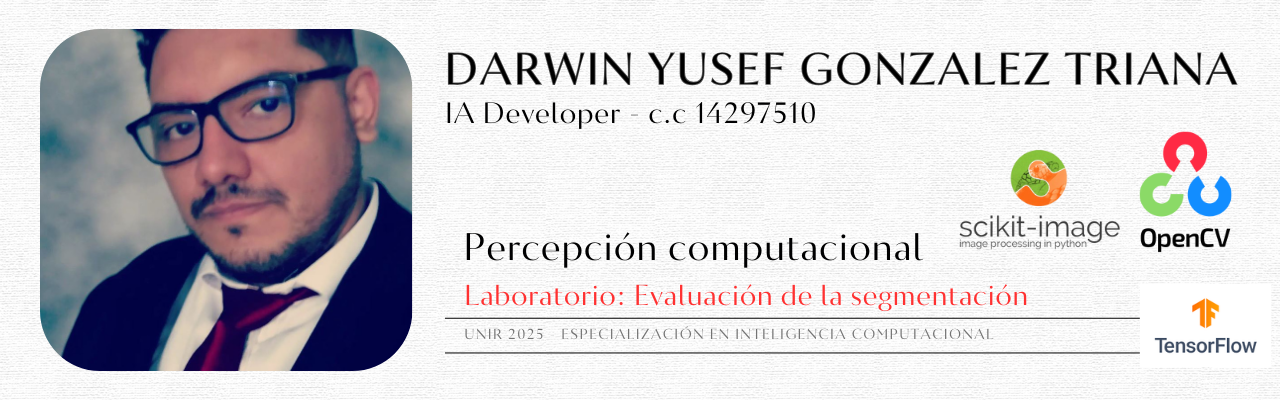 DARWIN YUSEF GONZALEZ TRIANA
IA Developer - c.c 14297510
scikit-image
image processing in python
OpenCV
Percepción computacional
Laboratorio: Evaluación de la segmentación
UNIR 2025 - ESPECIALIZACIÓN EN INTELIGENCIA COMPUTACIONAL
TensorFlow